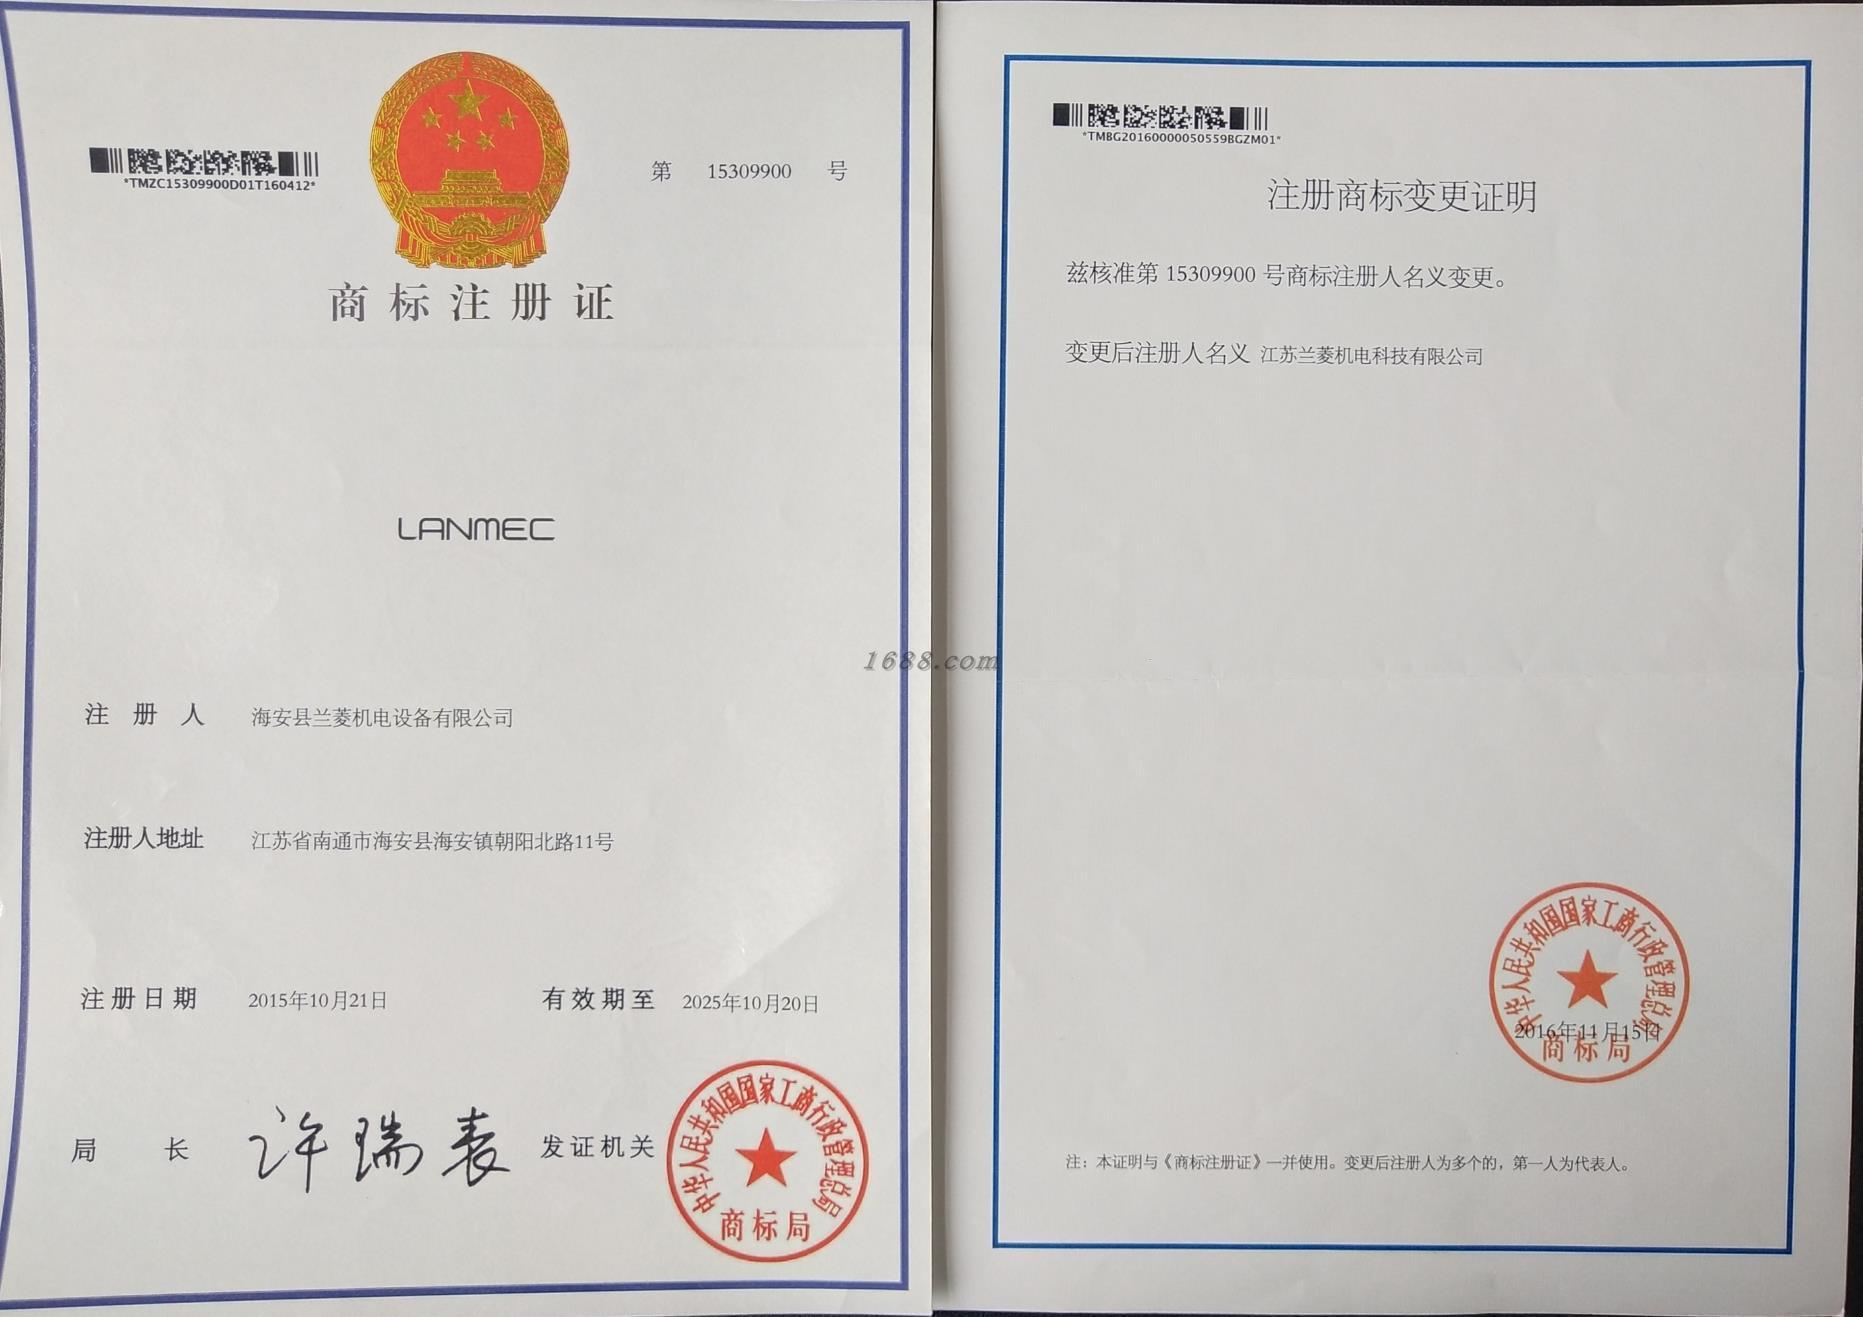 *TMZC15309900D01T160412*
第 15309900 号
商标注册证
LANMEC
注册人 海安县兰菱机电设备有限公司
注册人地址 江苏省南通市海安县海安镇朝阳北路11号
注册日期 2015年10月21日 有效期至 2025年10月20日
局长 许瑞表 发证机关
中华人民共和国国家工商行政管理总局
商标局
1688.com
*TMBG20160000050559BGZM01*
注册商标变更证明
兹核准第 15309900 号商标注册人名义变更。
变更后注册人名义 江苏兰菱机电科技有限公司
中华人民共和国国家工商行政管理总局
2016年11月15日
商标局
注：本证明与《商标注册证》一并使用。变更后注册人为多个的，第一人为代表人。